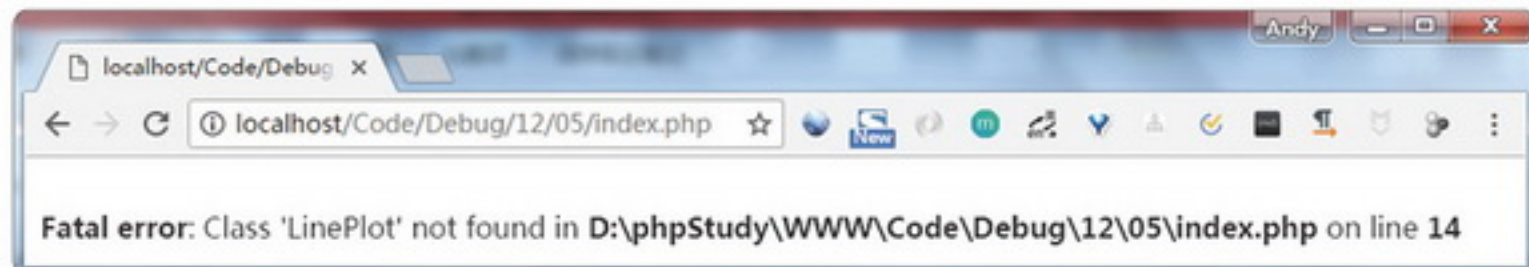 Andy
localhost/Code/Debug
localhost/Code/Debug/12/05/index.php
New
m
Fatal error: Class 'LinePlot' not found in D:\phpStudy\WWW\Code\Debug\12\05\index.php on line 14